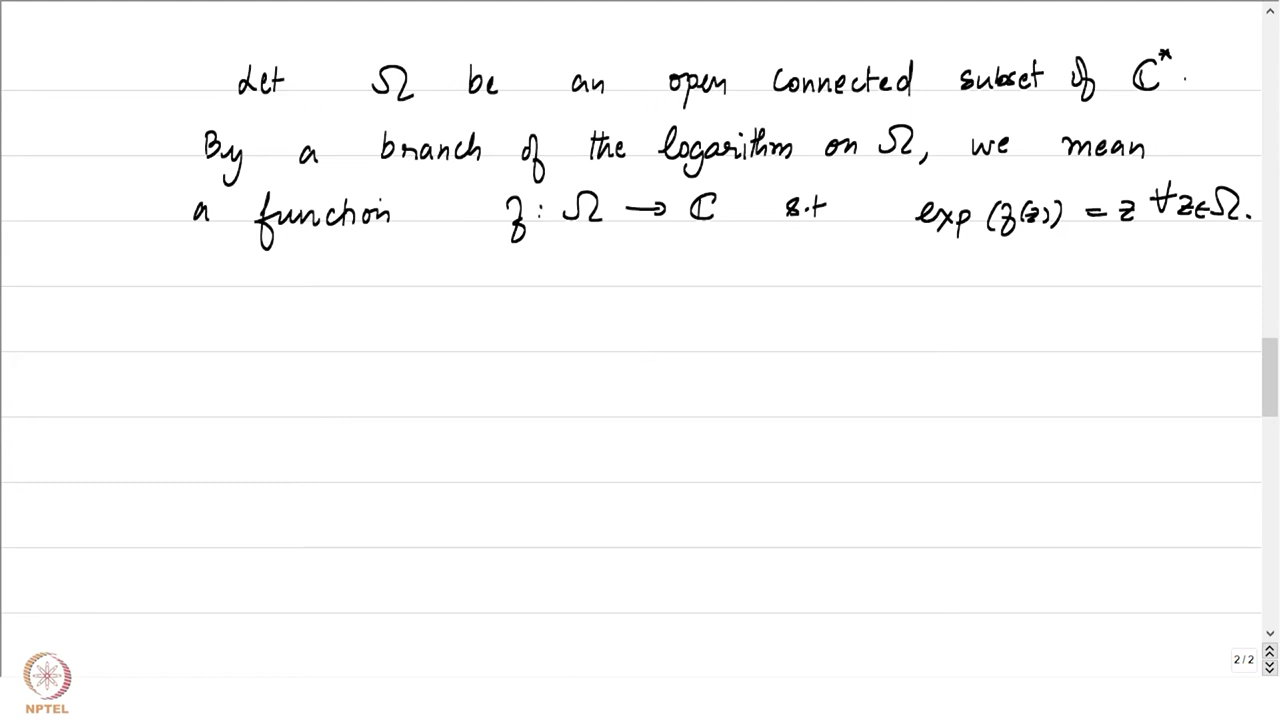 Let Ω be an open connected subset of ℂ*.
By a branch of the logarithm on Ω, we mean
a function f : Ω → ℂ s.t exp (f(z)) = z ∀z∈Ω.
2 / 2
NPTEL